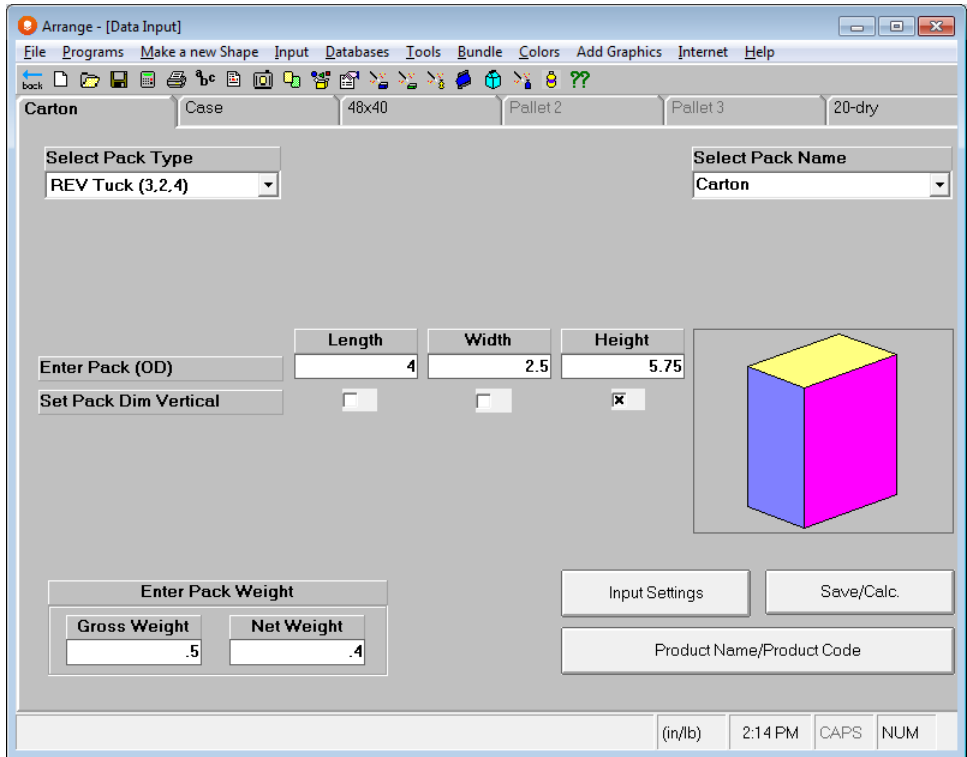 Arrange - [Data Input]
File Programs Make a new Shape Input Databases Tools Bundle Colors Add Graphics Internet Help
back abc ??
Carton Case 48x40 Pallet 2 Pallet 3 20-dry
Select Pack Type Select Pack Name
REV Tuck (3,2,4) Carton
Length Width Height
Enter Pack (OD) 4 2.5 5.75
Set Pack Dim Vertical
Enter Pack Weight
Input Settings Save/Calc.
Gross Weight Net Weight
.5 .4
Product Name/Product Code
(in/lb) 2:14 PM CAPS NUM